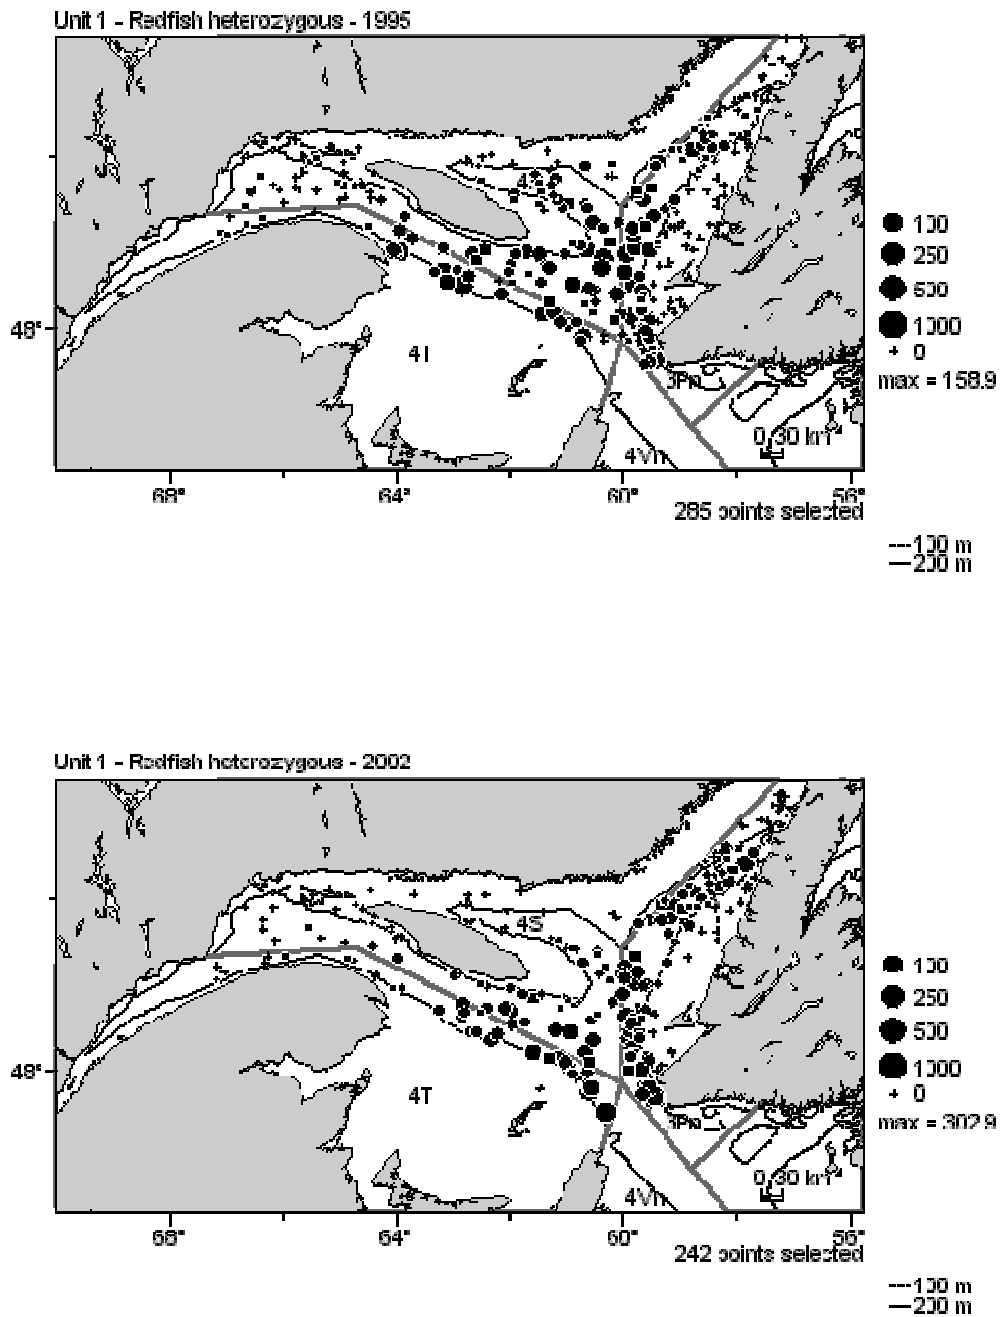 Unit 1 - Redfish heterozygous - 1995
4S
100
250
500
1000
+ 0
max = 158.9
48°
4T
3Pn
0 30 km
4Vn
68° 64° 60° 56°
285 points selected
---100 m
—200 m
Unit 1 - Redfish heterozygous - 2002
4S
100
250
500
1000
+ 0
max = 302.9
48°
4T
3Pn
0 30 km
4Vn
68° 64° 60° 56°
242 points selected
---100 m
—200 m